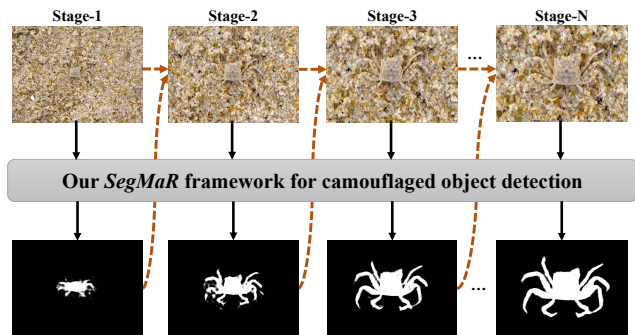 Stage-1 Stage-2 Stage-3 Stage-N
...
Our SegMaR framework for camouflaged object detection
...